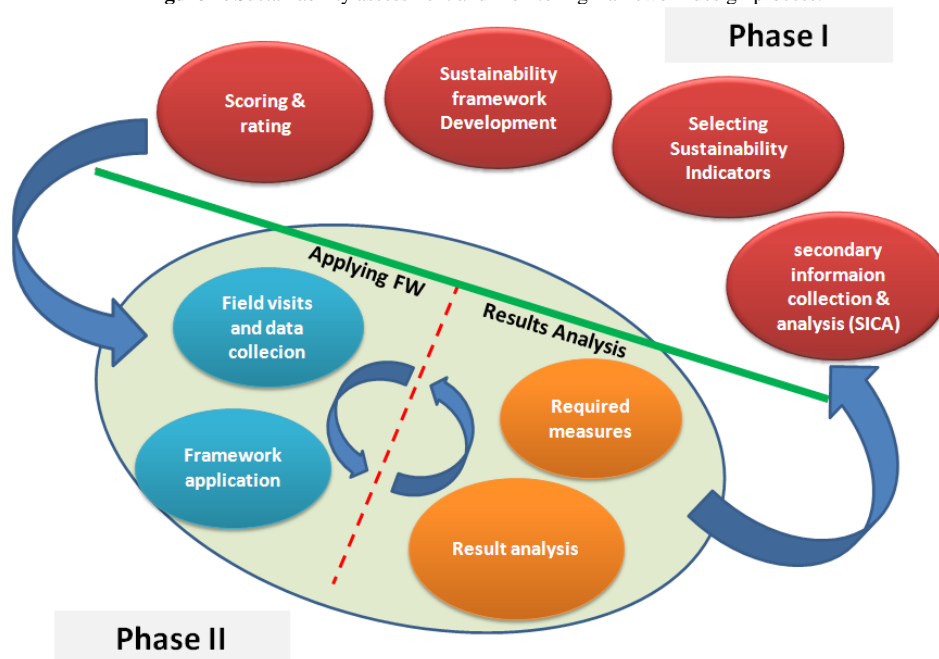 Phase I
Scoring &
rating
Sustainability
framework
Development
Selecting
Sustainability
Indicators
secondary
informaion
collection &
analysis (SICA)
Applying FW
Results Analysis
Field visits
and data
collecion
Framework
application
Required
measures
Result analysis
Phase II